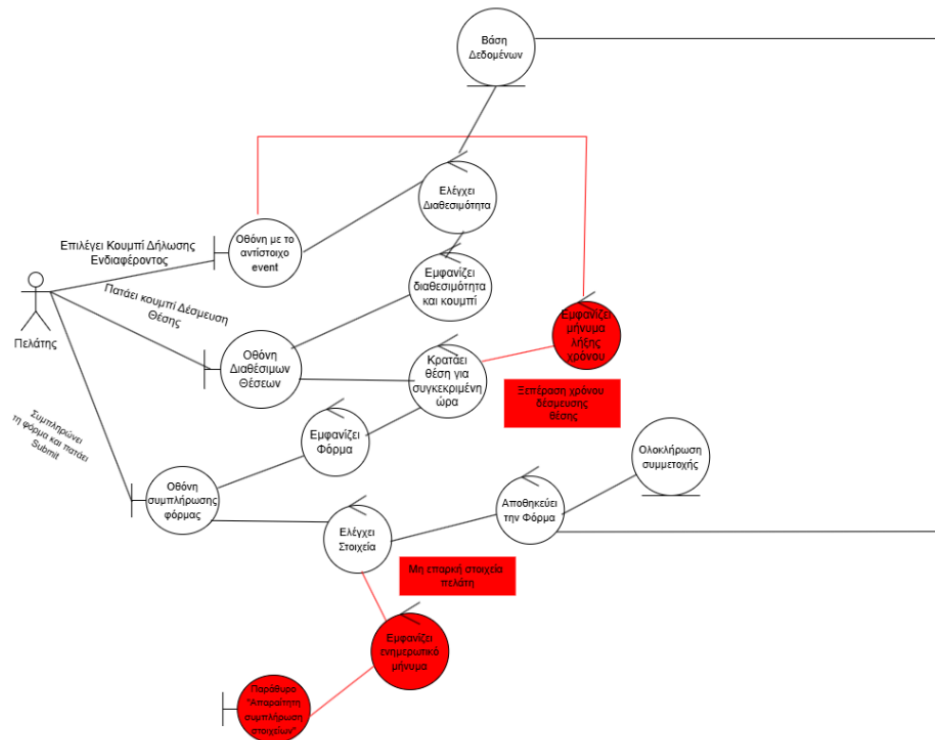 Βάση
Δεδομένων
Ελέγχει
Διαθεσιμότητα
Οθόνη με το
αντίστοιχο
event
Επιλέγει Κουμπί Δήλωσης
Ενδιαφέροντος
Εμφανίζει
διαθεσιμότητα
και κουμπί
Πατάει κουμπί Δέσμευση
Θέσης
Πελάτης
Εμφανίζει
μήνυμα
λήξης
χρόνου
Οθόνη
Διαθέσιμων
Θέσεων
Κρατάει
θέση για
συγκεκριμένη
ώρα
Ξεπέραση χρόνου
δέσμευσης
θέσης
Συμπληρώνει
τη φόρμα και πατάει
Submit
Εμφανίζει
Φόρμα
Ολοκλήρωση
συμμετοχής
Οθόνη
συμπλήρωσης
φόρμας
Αποθηκεύει
την Φόρμα
Ελέγχει
Στοιχεία
Μη επαρκή στοιχεία
πελάτη
Εμφανίζει
ενημερωτικό
μήνυμα
Παράθυρο
"Απαραίτητη
συμπλήρωση
στοιχείων"